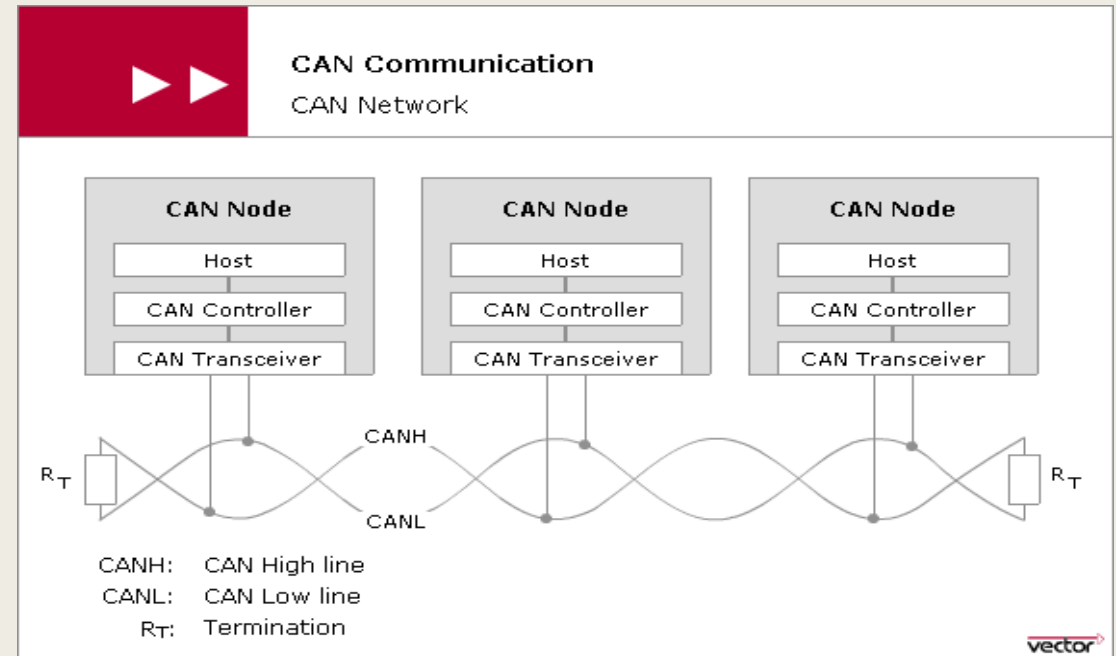 CAN Communication
CAN Network
CAN Node
Host
CAN Controller
CAN Transceiver
CAN Node
Host
CAN Controller
CAN Transceiver
CAN Node
Host
CAN Controller
CAN Transceiver
CANH
RT
RT
CANL
CANH: CAN High line
CANL: CAN Low line
RT: Termination
vector